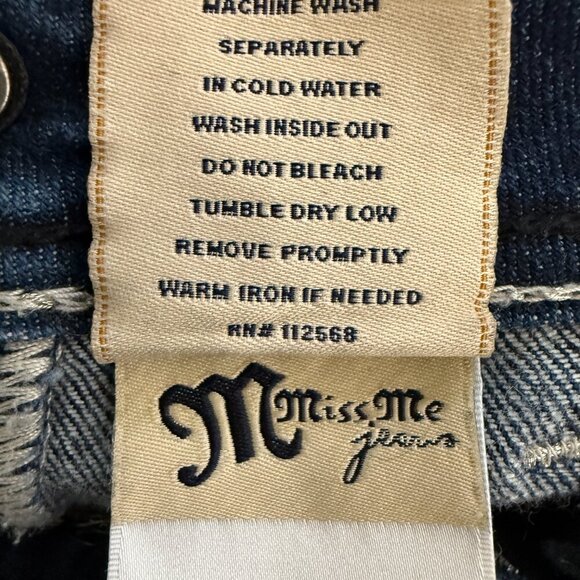 MACHINE WASH
SEPARATELY
IN COLD WATER
WASH INSIDE OUT
DO NOT BLEACH
TUMBLE DRY LOW
REMOVE PROMPTLY
WARM IRON IF NEEDED
RN# 112568
M Miss Me
jeans